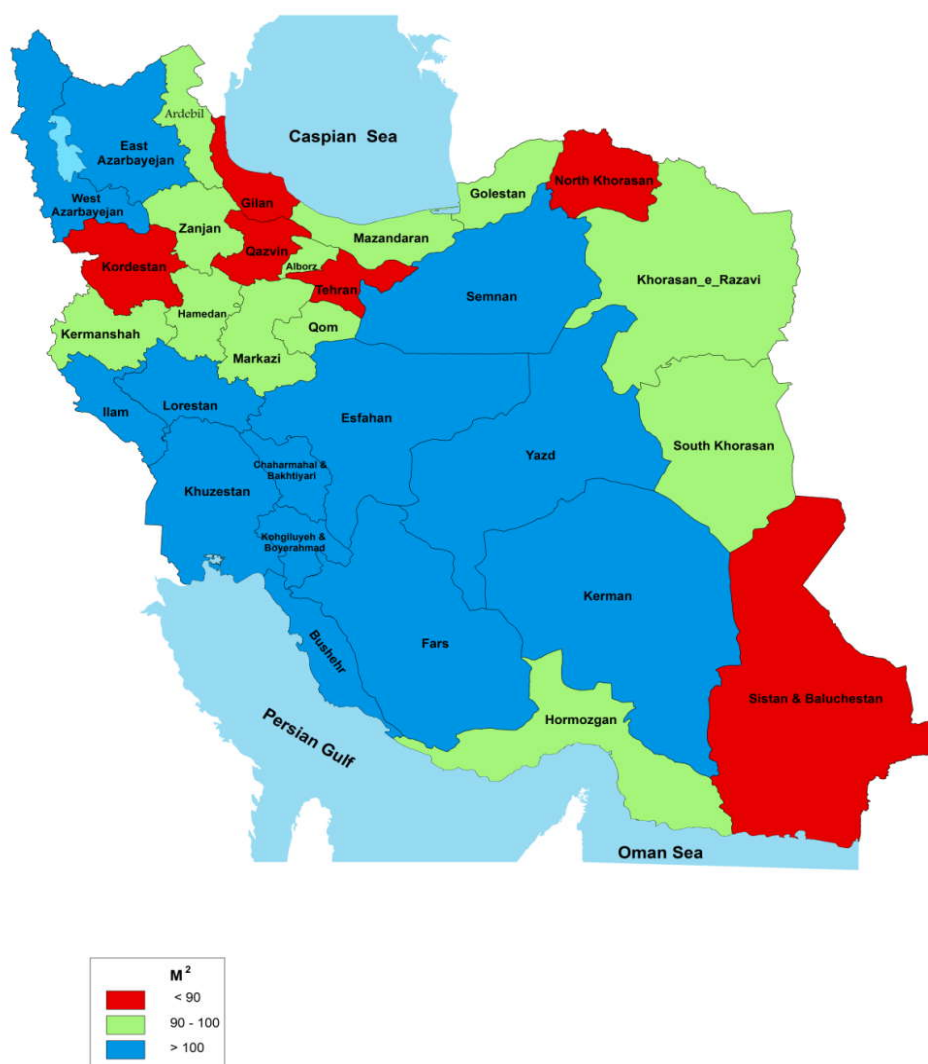 Caspian Sea
Ardebil
East
Azarbayejan
West
Azarbayejan
Gilan
Zanjan
Qazvin
Kordestan
Alborz
Tehran
Mazandaran
Golestan
North Khorasan
Khorasan_e_Razavi
Semnan
Hamedan
Kermanshah
Markazi
Qom
Ilam
Lorestan
Esfahan
Yazd
South Khorasan
Chaharmahal &
Bakhtiyari
Khuzestan
Kohgiluyeh &
Boyerahmad
Kerman
Fars
Bushehr
Sistan & Baluchestan
Hormozgan
Persian Gulf
Oman Sea
M²
< 90
90 - 100
> 100